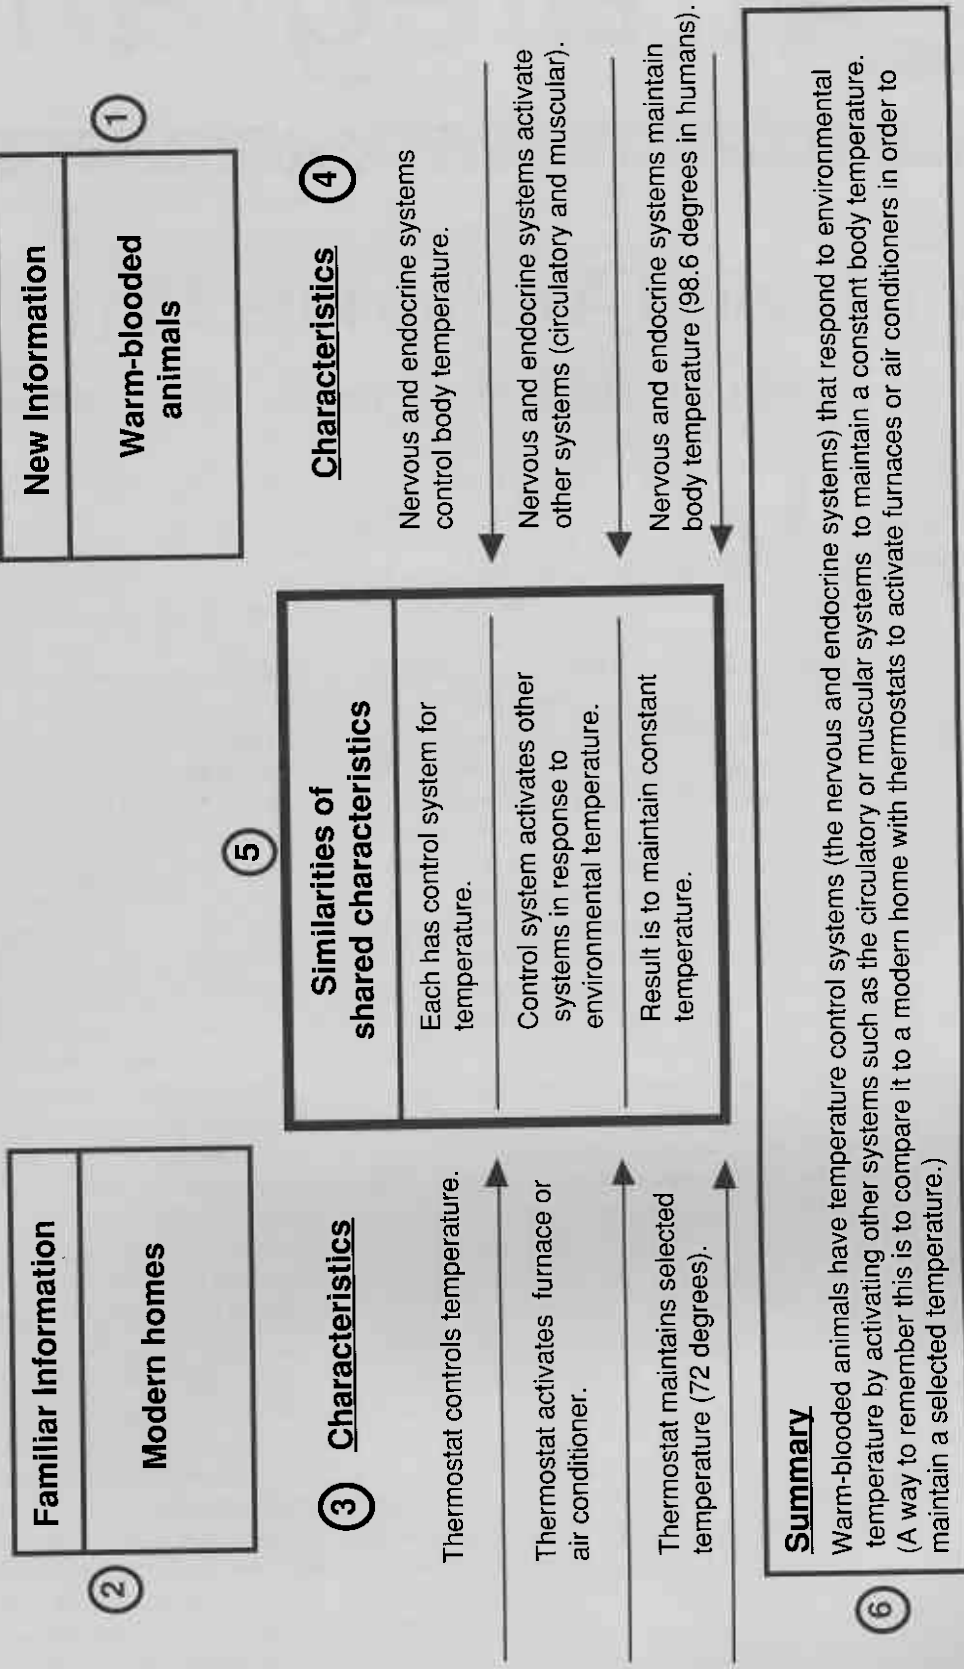 Familiar Information
Modern homes
2
New Information
Warm-blooded
animals
1
3
Characteristics
Thermostat controls temperature.
Thermostat activates furnace or
air conditioner.
Thermostat maintains selected
temperature (72 degrees).
5
Similarities of
shared characteristics
Each has control system for
temperature.
Control system activates other
systems in response to
environmental temperature.
Result is to maintain constant
temperature.
Characteristics
4
Nervous and endocrine systems
control body temperature.
Nervous and endocrine systems activate
other systems (circulatory and muscular).
Nervous and endocrine systems maintain
body temperature (98.6 degrees in humans).
6
Summary
Warm-blooded animals have temperature control systems (the nervous and endocrine systems) that respond to environmental
temperature by activating other systems such as the circulatory or muscular systems to maintain a constant body temperature.
(A way to remember this is to compare it to a modern home with thermostats to activate furnaces or air conditioners in order to
maintain a selected temperature.)